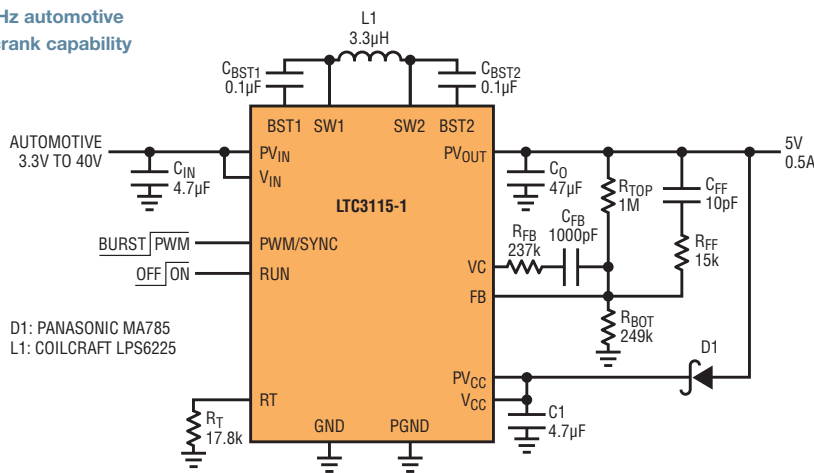 Hz automotive
rank capability
L1
3.3µH
CBST1
0.1µF
CBST2
0.1µF
BST1 SW1 SW2 BST2
AUTOMOTIVE
3.3V TO 40V
CIN
4.7µF
PVIN
VIN
PVOUT
5V
0.5A
LTC3115-1
CO
47µF
RTOP
1M
CFF
10pF
RFF
15k
CFB
1000pF
RFB
237k
BURST PWM
PWM/SYNC
VC
OFF ON
RUN
FB
RBOT
249k
D1: PANASONIC MA785
L1: COILCRAFT LPS6225
D1
PVCC
VCC
C1
4.7µF
RT
RT
17.8k
GND PGND